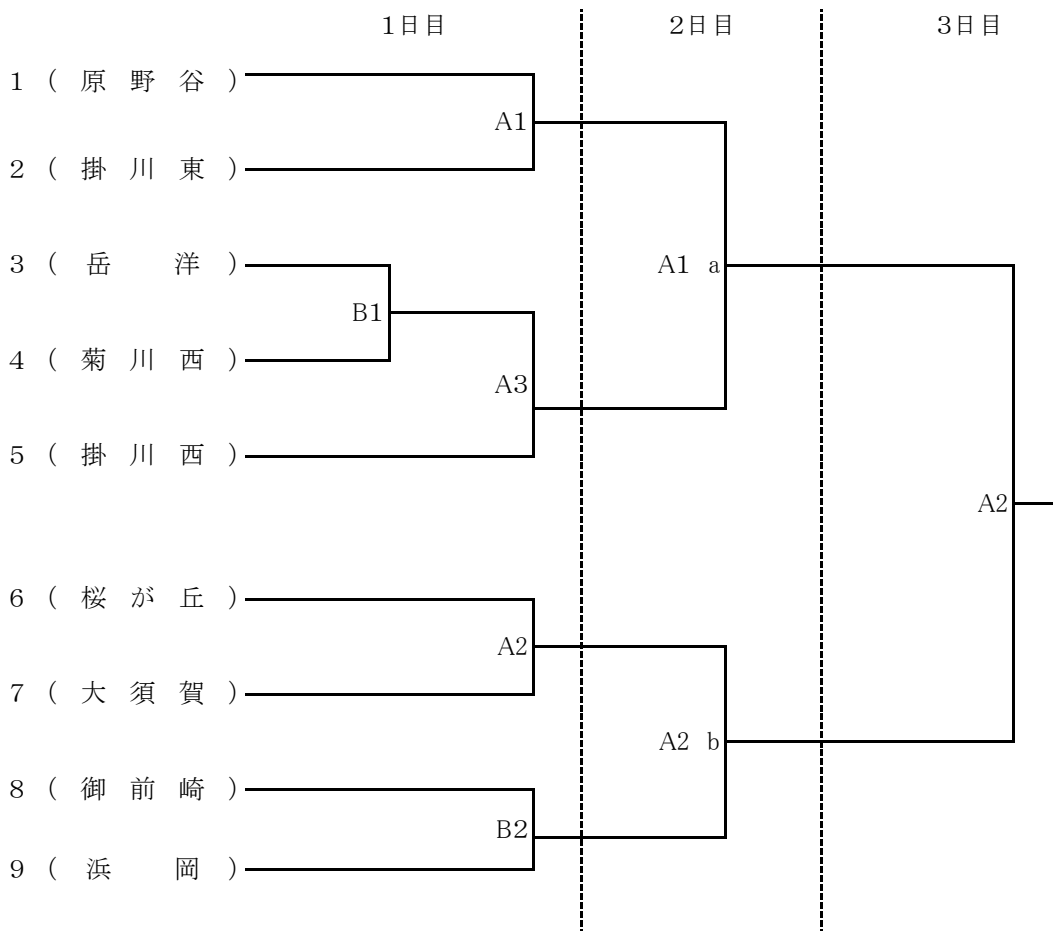 1日目 2日目 3日目
1 ( 原 野 谷 )
A1
2 ( 掛 川 東 )
3 ( 岳 洋 )
A1 a
B1
4 ( 菊 川 西 )
A3
5 ( 掛 川 西 )
A2
6 ( 桜 が 丘 )
A2
7 ( 大 須 賀 )
A2 b
8 ( 御 前 崎 )
B2
9 ( 浜 岡 )